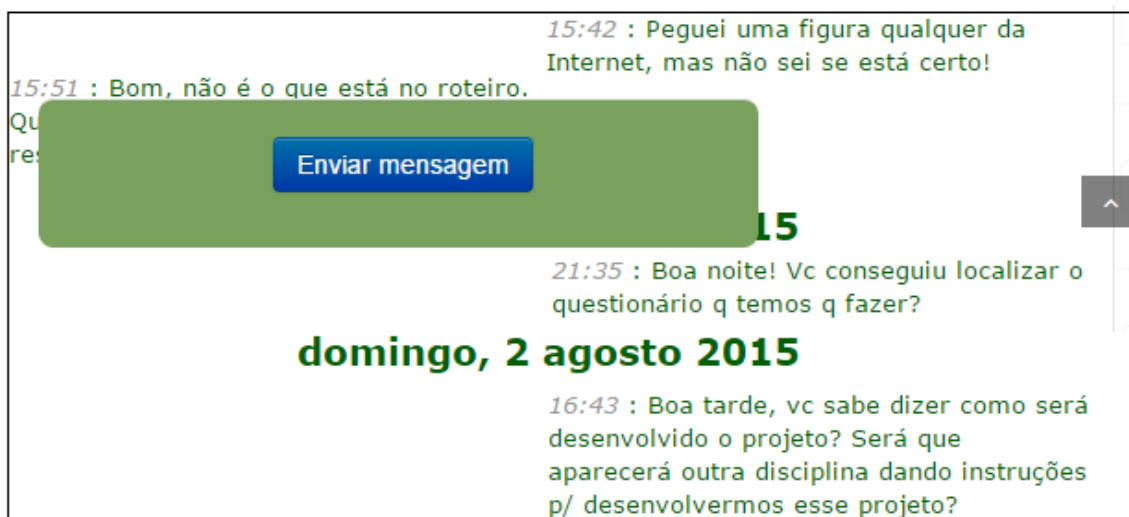 15:42 : Peguei uma figura qualquer da
Internet, mas não sei se está certo!
15:51 : Bom, não é o que está no roteiro.
Enviar mensagem
15
21:35 : Boa noite! Vc conseguiu localizar o
questionário q temos q fazer?
domingo, 2 agosto 2015
16:43 : Boa tarde, vc sabe dizer como será
desenvolvido o projeto? Será que
aparecerá outra disciplina dando instruções
p/ desenvolvermos esse projeto?